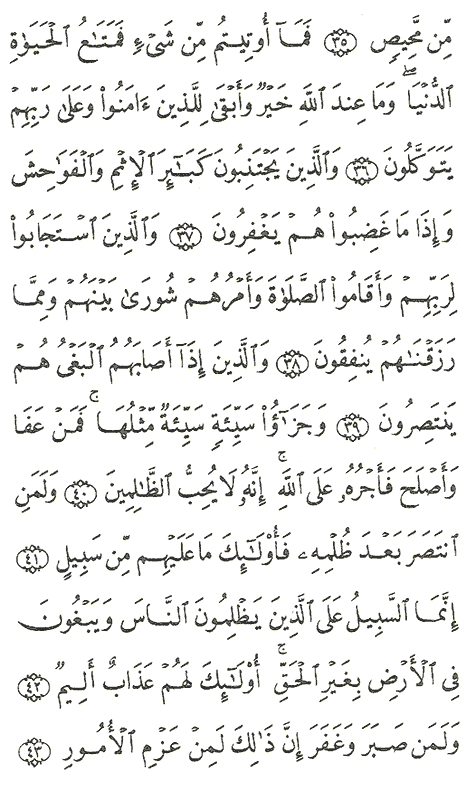 مِّن مَّحِيصٍ ٣٥ فَمَآ أُوتِيتُم مِّن شَىْءٍ فَمَتَٰعُ ٱلْحَيَوٰةِ
ٱلدُّنْيَا ۖ وَمَا عِندَ ٱللَّهِ خَيْرٌ وَأَبْقَىٰ لِلَّذِينَ ءَامَنُوا۟ وَعَلَىٰ رَبِّهِمْ
يَتَوَكَّلُونَ ٣٦ وَٱلَّذِينَ يَجْتَنِبُونَ كَبَٰٓئِرَ ٱلْإِثْمِ وَٱلْفَوَٰحِشَ
وَإِذَا مَا غَضِبُوا۟ هُمْ يَغْفِرُونَ ٣٧ وَٱلَّذِينَ ٱسْتَجَابُوا۟
لِرَبِّهِمْ وَأَقَامُوا۟ ٱلصَّلَوٰةَ وَأَمْرُهُمْ شُورَىٰ بَيْنَهُمْ وَمِمَّا
رَزَقْنَٰهُمْ يُنفِقُونَ ٣٨ وَٱلَّذِينَ إِذَآ أَصَابَهُمُ ٱلْبَغْىُ هُمْ
يَنتَصِرُونَ ٣٩ وَجَزَٰٓؤُا۟ سَيِّئَةٍ سَيِّئَةٌ مِّثْلُهَا ۖ فَمَنْ عَفَا
وَأَصْلَحَ فَأَجْرُهُۥ عَلَى ٱللَّهِ ۚ إِنَّهُۥ لَا يُحِبُّ ٱلظَّٰلِمِينَ ٤٠ وَلَمَنِ
ٱنتَصَرَ بَعْدَ ظُلْمِهِۦ فَأُو۟لَٰٓئِكَ مَا عَلَيْهِم مِّن سَبِيلٍ ٤١
إِنَّمَا ٱلسَّبِيلُ عَلَى ٱلَّذِينَ يَظْلِمُونَ ٱلنَّاسَ وَيَبْغُونَ
فِى ٱلْأَرْضِ بِغَيْرِ ٱلْحَقِّ ۚ أُو۟لَٰٓئِكَ لَهُمْ عَذَابٌ أَلِيمٌ ٤٢
وَلَمَن صَبَرَ وَغَفَرَ إِنَّ ذَٰلِكَ لَمِنْ عَزْمِ ٱلْأُمُورِ ٤٣